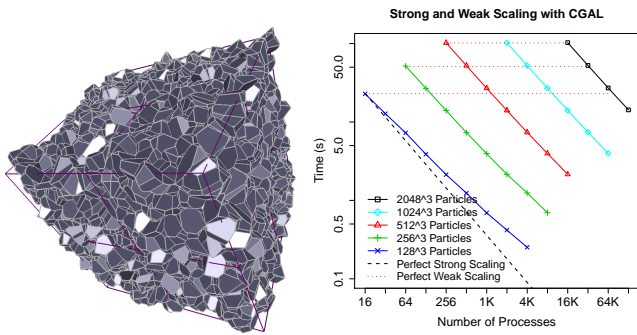 Strong and Weak Scaling with CGAL
Time (s)
50.0
5.0
0.5
0.1
2048^3 Particles
1024^3 Particles
512^3 Particles
256^3 Particles
128^3 Particles
Perfect Strong Scaling
Perfect Weak Scaling
16 64 256 1K 4K 16K 64K
Number of Processes